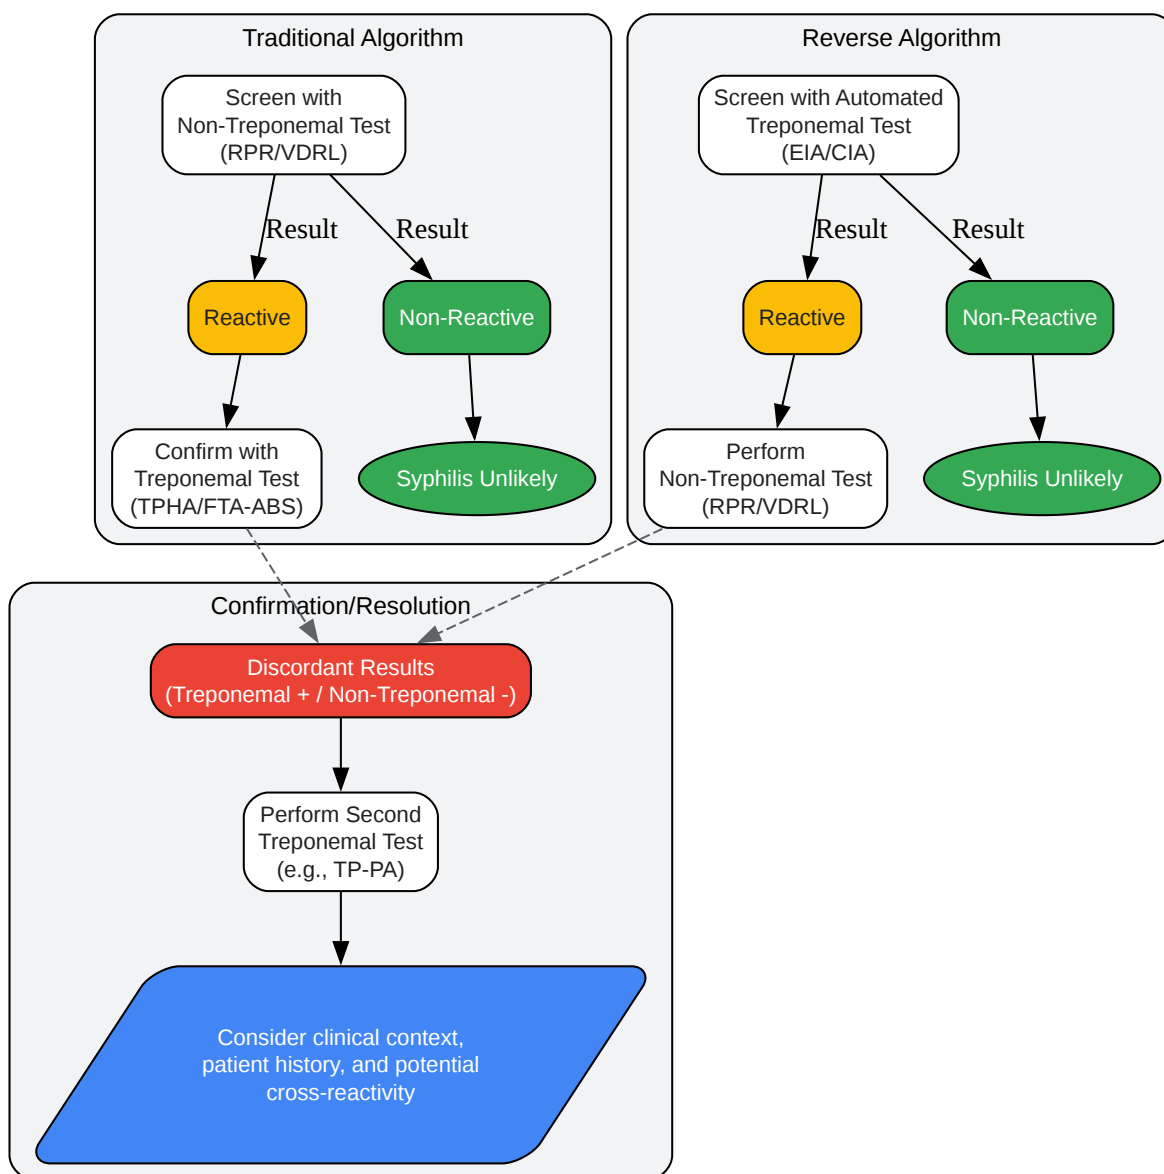 Traditional Algorithm
Screen with
Non-Treponemal Test
(RPR/VDRL)
Result
Result
Reactive
Non-Reactive
Confirm with
Treponemal Test
(TPHA/FTA-ABS)
Syphilis Unlikely
Reverse Algorithm
Screen with Automated
Treponemal Test
(EIA/CIA)
Result
Result
Reactive
Non-Reactive
Perform
Non-Treponemal Test
(RPR/VDRL)
Syphilis Unlikely
Confirmation/Resolution
Discordant Results
(Treponemal + / Non-Treponemal -)
Perform Second
Treponemal Test
(e.g., TP-PA)
Consider clinical context,
patient history, and potential
cross-reactivity